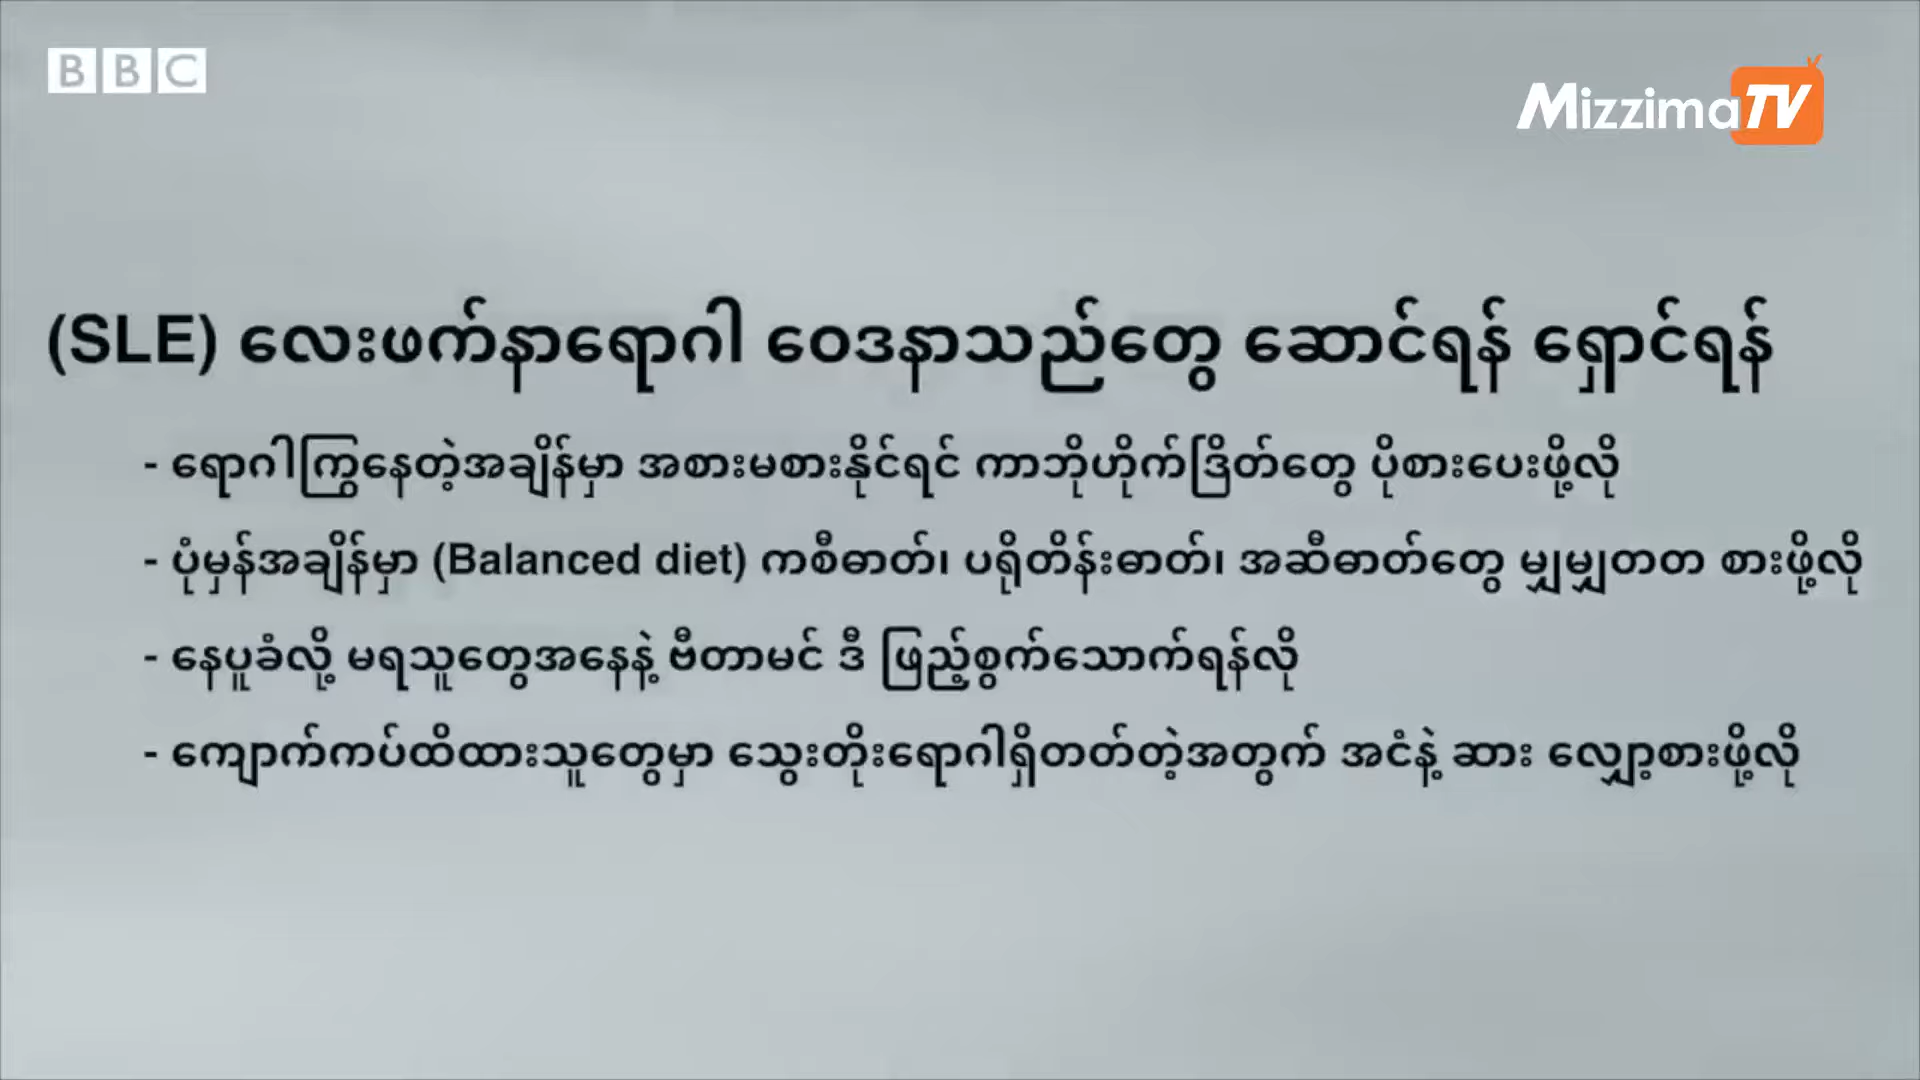 BBC
MizzimaTV
(SLE) လေးဖက်နာရောဂါ ဝေဒနာသည်တွေ ဆောင်ရန် ရှောင်ရန်
- ရောဂါကြွနေတဲ့အချိန်မှာ အစားမစားနိုင်ရင် ကာဘိုဟိုက်ဒြိတ်တွေ ပိုစားပေးဖို့လို
- ပုံမှန်အချိန်မှာ (Balanced diet) ကစီဓာတ်၊ ပရိုတိန်းဓာတ်၊ အဆီဓာတ်တွေ မျှမျှတတ စားဖို့လို
- နေပူခံလို့ မရသူတွေအနေနဲ့ ဗီတာမင် ဒီ ဖြည့်စွက်သောက်ရန်လို
- ကျောက်ကပ်ထိထားသူတွေမှာ သွေးတိုးရောဂါရှိတတ်တဲ့အတွက် အငံနဲ့ ဆား လျှော့စားဖို့လို